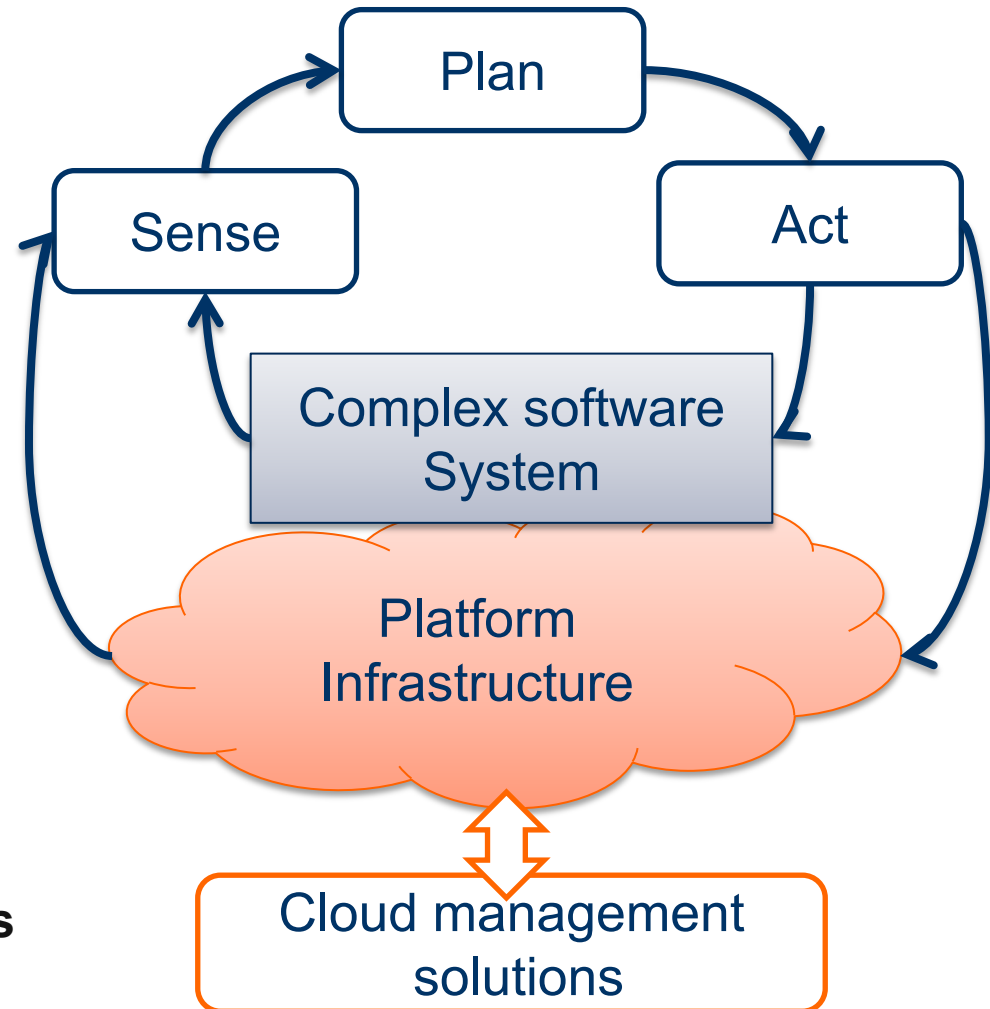 Plan
Sense
Act
Complex software
System
Platform
Infrastructure
s
Cloud management
solutions